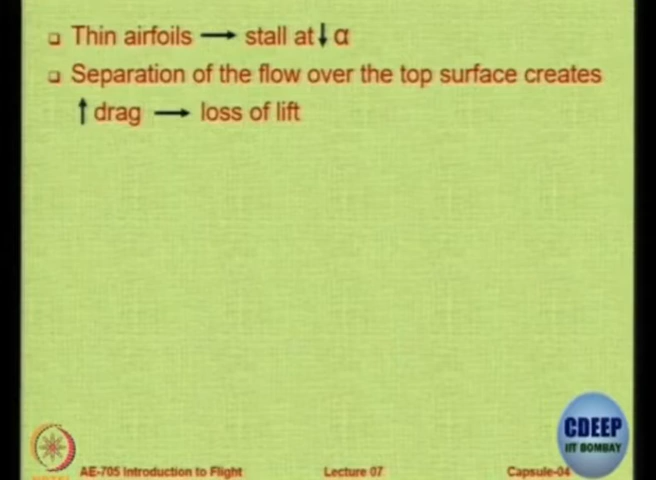 Thin airfoils → stall at ↓ α
Separation of the flow over the top surface creates
↑ drag → loss of lift
CDEEP
IIT BOMBAY
AE-705 Introduction to Flight Lecture 07 Capsule-04